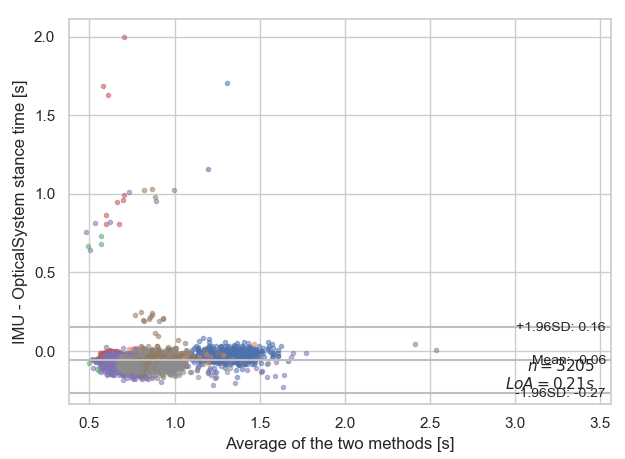 2.0
1.5
1.0
0.5
0.0
IMU - OpticalSystem stance time [s]
+1.96SD: 0.16
Mean: -0.06
n = 3205
LoA = 0.21s
-1.96SD: -0.27
0.5 1.0 1.5 2.0 2.5 3.0 3.5
Average of the two methods [s]